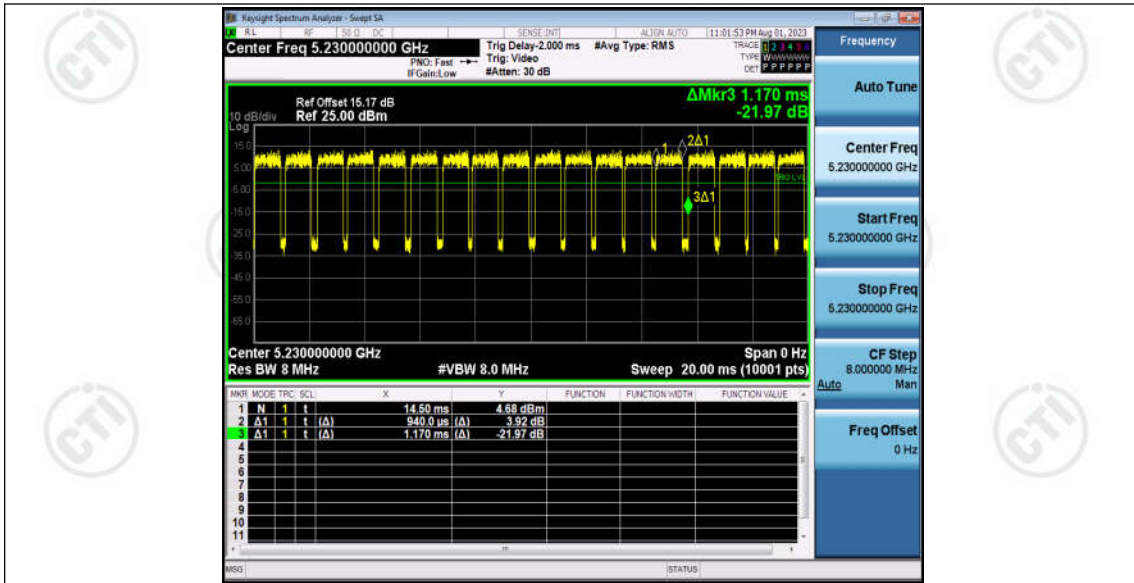 Keysight Spectrum Analyzer - Swept SA
RL RF 50 Ω DC SENSE:INT ALIGN AUTO 11:01:53 PM Aug 01, 2023
Center Freq 5.230000000 GHz
PNO: Fast
IFGain:Low
Trig Delay-2.000 ms
Trig: Video
#Atten: 30 dB
#Avg Type: RMS
TRACE 1 2 3 4 5 6
TYPE WWWWWW
DET P P P P P P
ΔMkr3 1.170 ms
-21.97 dB
Ref Offset 15.17 dB
Ref 25.00 dBm
10 dB/div
Log
15.0
5.00
-5.00
-15.0
-25.0
-35.0
-45.0
-55.0
-65.0
1
2Δ1
3Δ1
TRIG LVL
Center 5.230000000 GHz Span 0 Hz
Res BW 8 MHz #VBW 8.0 MHz Sweep 20.00 ms (10001 pts)
MKR MODE TRC SCL X Y FUNCTION FUNCTION WIDTH FUNCTION VALUE
1 N 1 t 14.50 ms 4.68 dBm
2 Δ1 1 t (Δ) 940.0 µs (Δ) 3.92 dB
3 Δ1 1 t (Δ) 1.170 ms (Δ) -21.97 dB
4
5
6
7
8
9
10
11
MSG STATUS
Frequency
Auto Tune
Center Freq
5.230000000 GHz
Start Freq
5.230000000 GHz
Stop Freq
5.230000000 GHz
CF Step
8.000000 MHz
Auto Man
Freq Offset
0 Hz
CTI
CTI
CTI
CTI